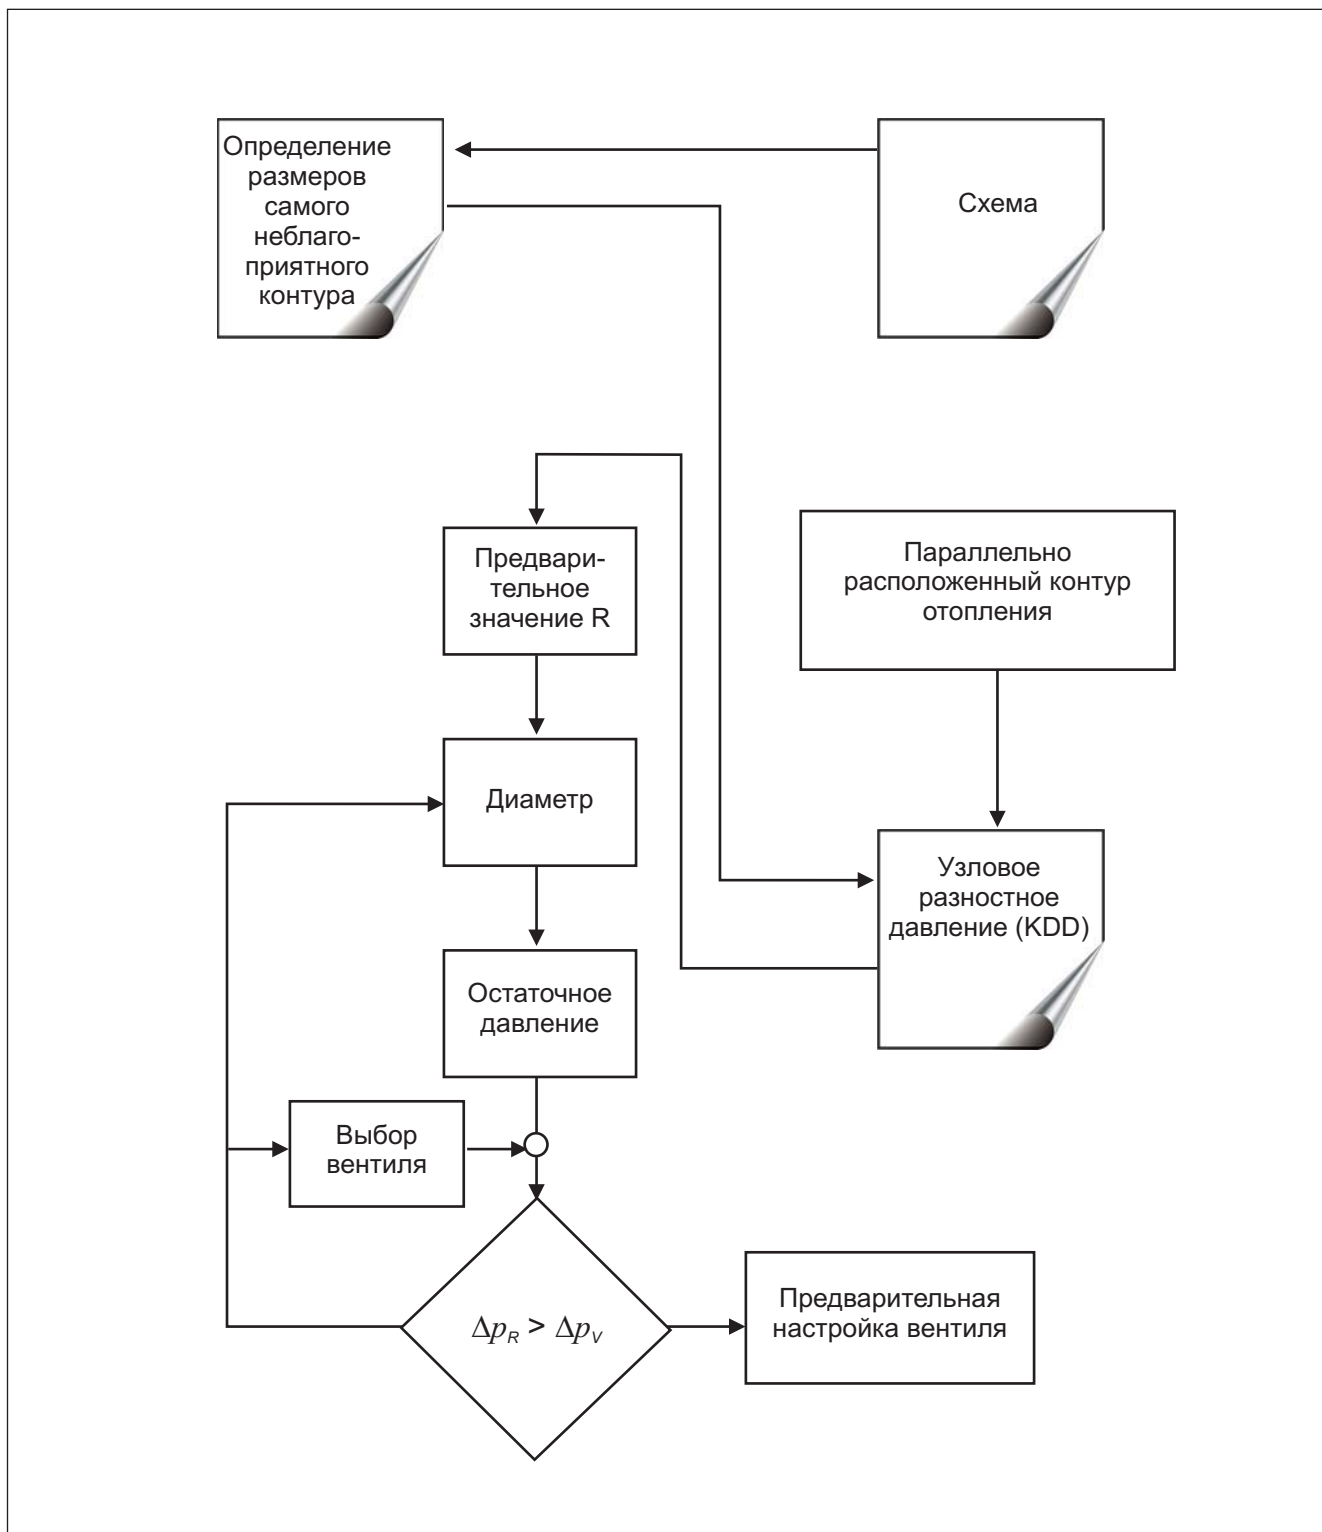 Определение
размеров
самого
неблаго-
приятного
контура
Схема
Предвари-
тельное
значение R
Параллельно
расположенный контур
отопления
Диаметр
Узловое
разностное
давление (KDD)
Остаточное
давление
Выбор
вентиля
Δp_R > Δp_V
Предварительная
настройка вентиля